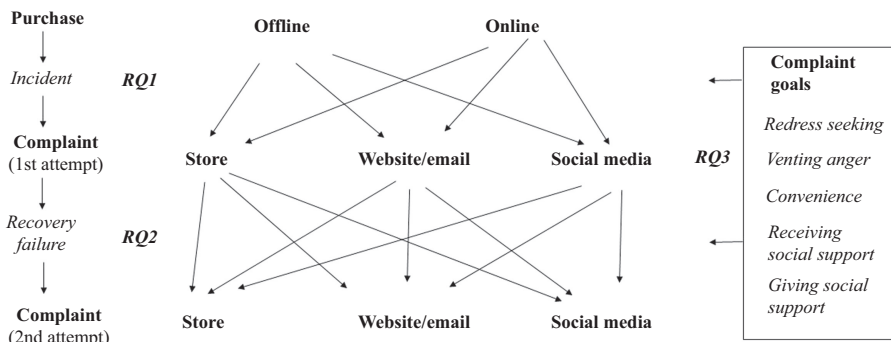 Purchase
Offline
Online
Incident
RQ1
Complaint
goals
Redress seeking
Complaint
(1st attempt)
Store
Website/email
Social media
RQ3
Venting anger
Convenience
Recovery
failure
RQ2
Receiving
social support
Giving social
support
Complaint
(2nd attempt)
Store
Website/email
Social media